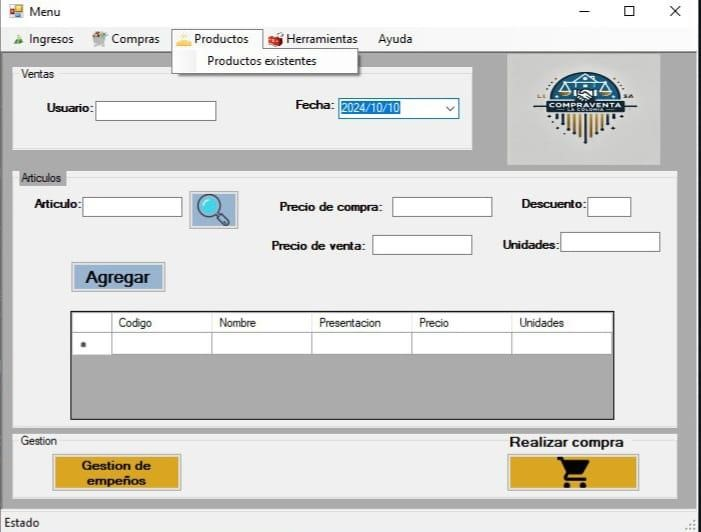 Menu
Ingresos Compras Productos Herramientas Ayuda
Productos existentes
Ventas
Usuario: Fecha: 2024/10/10
COMPRAVENTA
LA COLONIA
Articulos
Articulo: Precio de compra: Descuento:
Precio de venta: Unidades:
Agregar
Codigo Nombre Presentacion Precio Unidades
*
Gestion Realizar compra
Gestion de
empeños
Estado